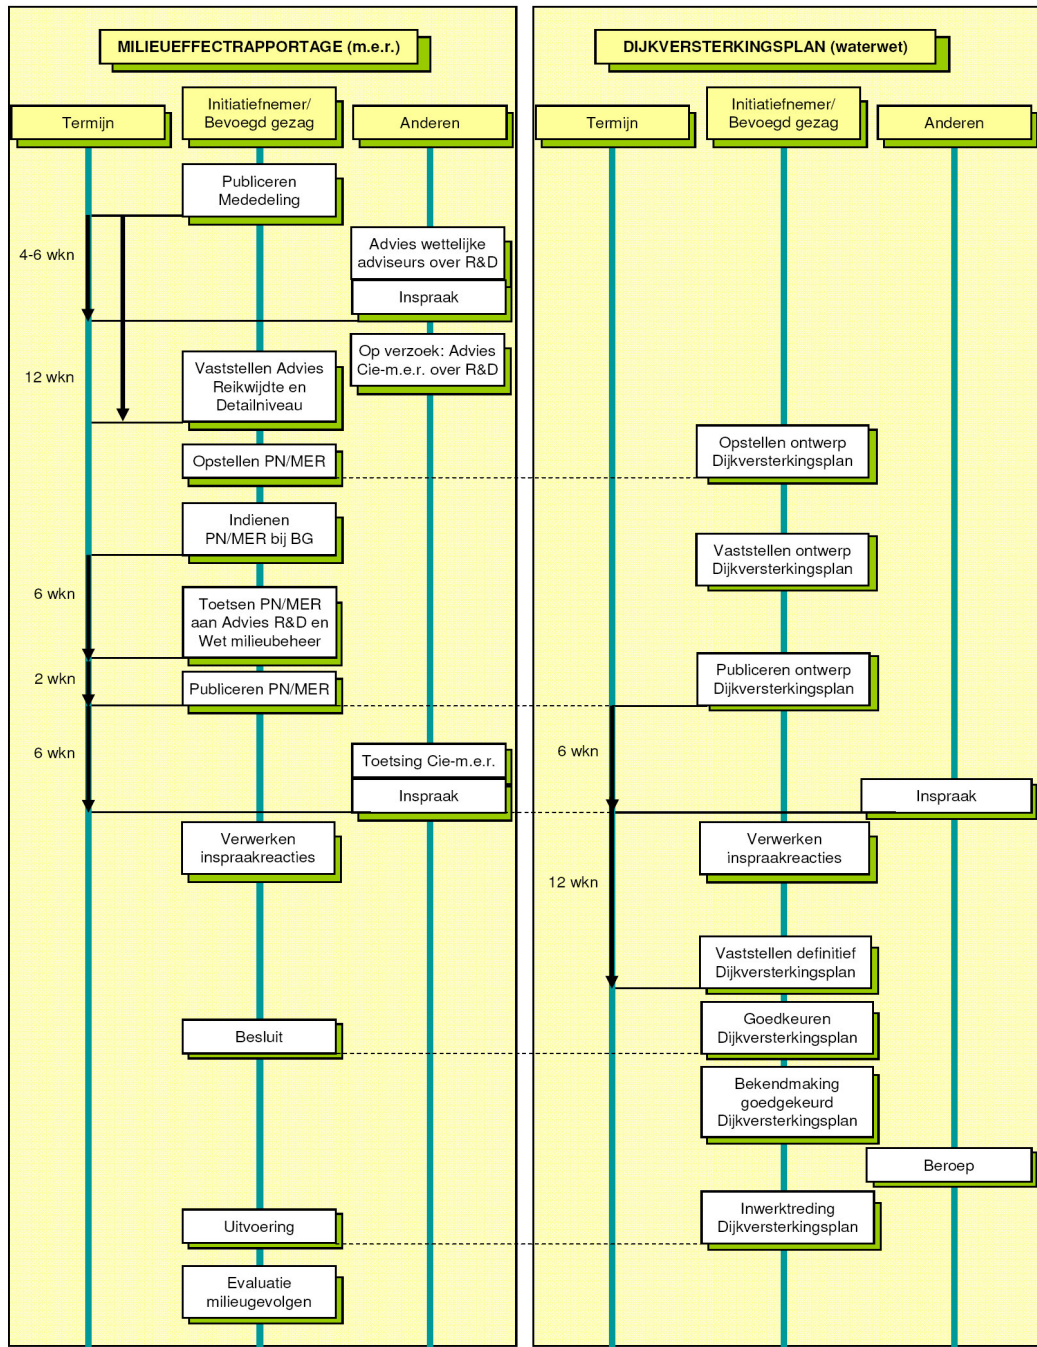 MILIEUEFFECTRAPPORTAGE (m.e.r.)
Termijn
Initiatiefnemer/
Bevoegd gezag
Anderen
Publiceren
Mededeling
4-6 wkn
Advies wettelijke
adviseurs over R&D
Inspraak
Op verzoek: Advies
Cie-m.e.r. over R&D
12 wkn
Vaststellen Advies
Reikwijdte en
Detailniveau
Opstellen PN/MER
Indienen
PN/MER bij BG
6 wkn
Toetsen PN/MER
aan Advies R&D en
Wet milieubeheer
2 wkn
Publiceren PN/MER
6 wkn
Toetsing Cie-m.e.r.
Inspraak
Verwerken
inspraakreacties
Besluit
Uitvoering
Evaluatie
milieugevolgen
DIJKVERSTERKINGSPLAN (waterwet)
Termijn
Initiatiefnemer/
Bevoegd gezag
Anderen
Opstellen ontwerp
Dijkversterkingsplan
Vaststellen ontwerp
Dijkversterkingsplan
Publiceren ontwerp
Dijkversterkingsplan
6 wkn
Inspraak
Verwerken
inspraakreacties
12 wkn
Vaststellen definitief
Dijkversterkingsplan
Goedkeuren
Dijkversterkingsplan
Bekendmaking
goedgekeurd
Dijkversterkingsplan
Beroep
Inwerktreding
Dijkversterkingsplan